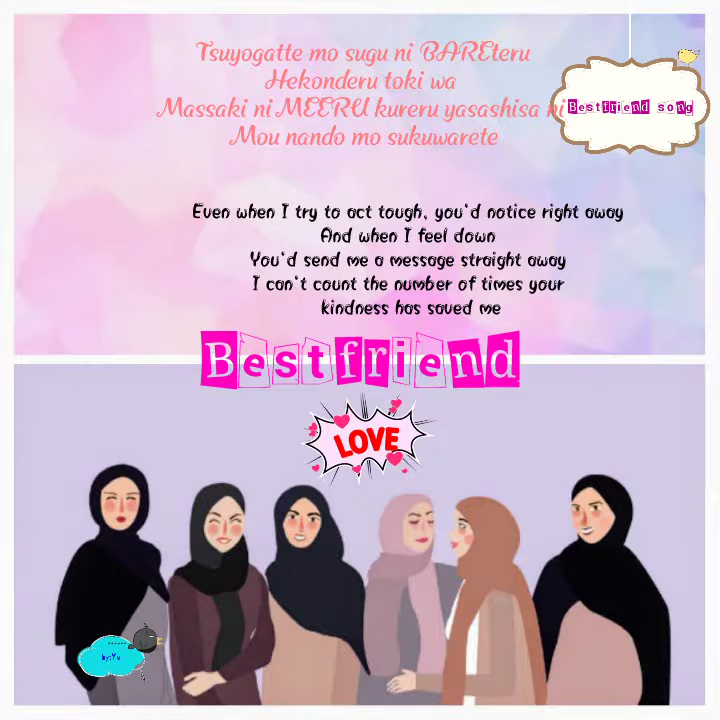 Tsuyogatte mo sugu ni BAREteru
Hekonderu toki wa
Massaki ni MEERU kureru yasashisa ni
Mou nando mo sukuwarete
Bestfriend song
Even when I try to act tough, you'd notice right away
And when I feel down
You'd send me a message straight away
I can't count the number of times your
kindness has saved me
Bestfriend
LOVE
by:Yu